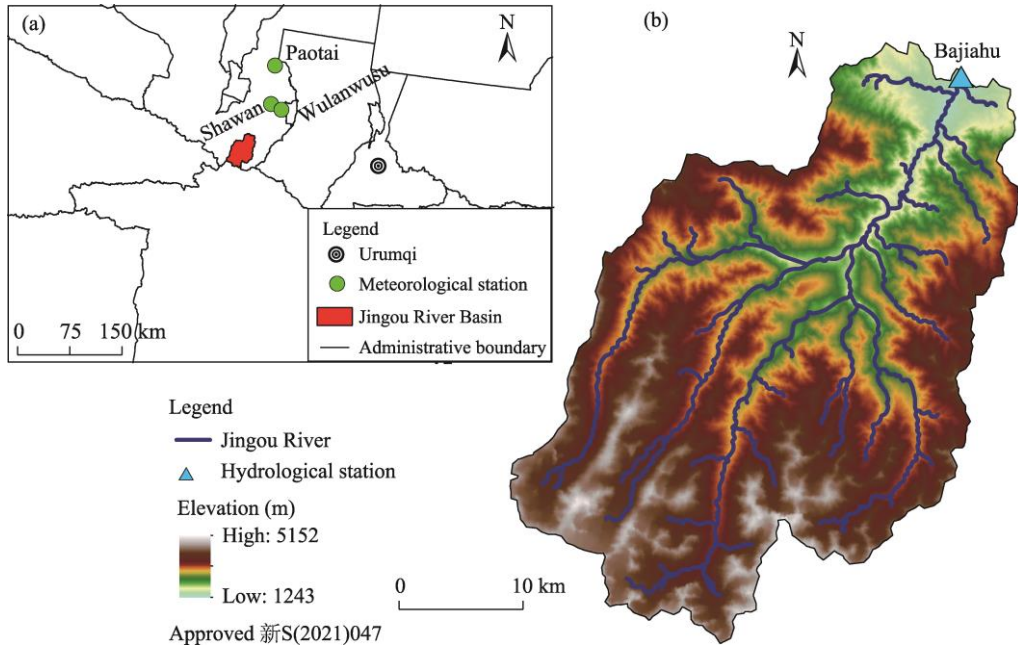 (a)
N
Paotai
Shawan
Wulanwusu
Legend
Urumqi
Meteorological station
Jingou River Basin
Administrative boundary
0 75 150 km
(b)
N
Bajiahu
Legend
Jingou River
Hydrological station
Elevation (m)
High: 5152
Low: 1243
0 10 km
Approved 新S(2021)047